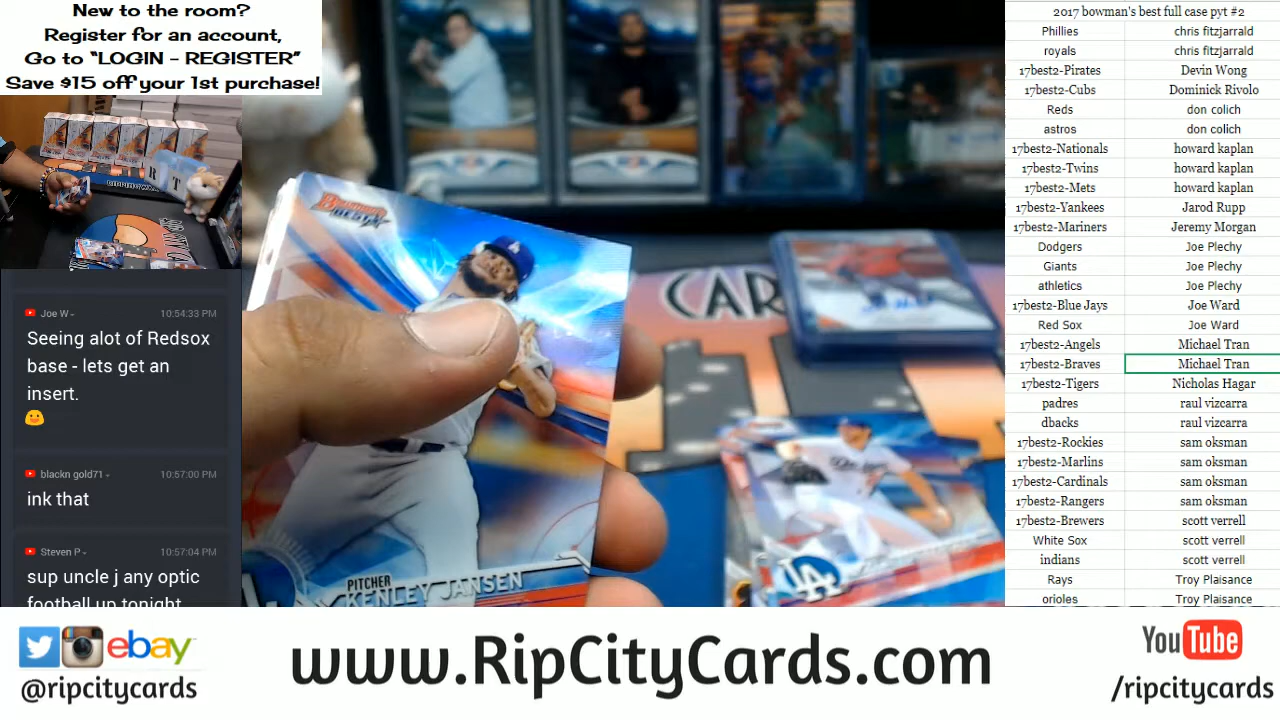 New to the room?
Register for an account,
Go to “LOGIN - REGISTER”
Save $15 off your 1st purchase!
Joe W
10:54:33 PM
Seeing alot of Redsox
base - lets get an
insert.
blackn gold71
10:57:00 PM
ink that
Steven P
10:57:04 PM
sup uncle j any optic
football up tonight
BOWMAN'S
BEST
PITCHER
KENLEY JANSEN
CAR
LA
R T
2017 bowman's best full case pyt #2
Phillies chris fitzjarrald
royals chris fitzjarrald
17best2-Pirates Devin Wong
17best2-Cubs Dominick Rivolo
Reds don colich
astros don colich
17best2-Nationals howard kaplan
17best2-Twins howard kaplan
17best2-Mets howard kaplan
17best2-Yankees Jarod Rupp
17best2-Mariners Jeremy Morgan
Dodgers Joe Plechy
Giants Joe Plechy
athletics Joe Plechy
17best2-Blue Jays Joe Ward
Red Sox Joe Ward
17best2-Angels Michael Tran
17best2-Braves Michael Tran
17best2-Tigers Nicholas Hagar
padres raul vizcarra
dbacks raul vizcarra
17best2-Rockies sam oksman
17best2-Marlins sam oksman
17best2-Cardinals sam oksman
17best2-Rangers sam oksman
17best2-Brewers scott verrell
White Sox scott verrell
indians scott verrell
Rays Troy Plaisance
orioles Troy Plaisance
ebay
@ripcitycards
www.RipCityCards.com
YouTube
/ripcitycards